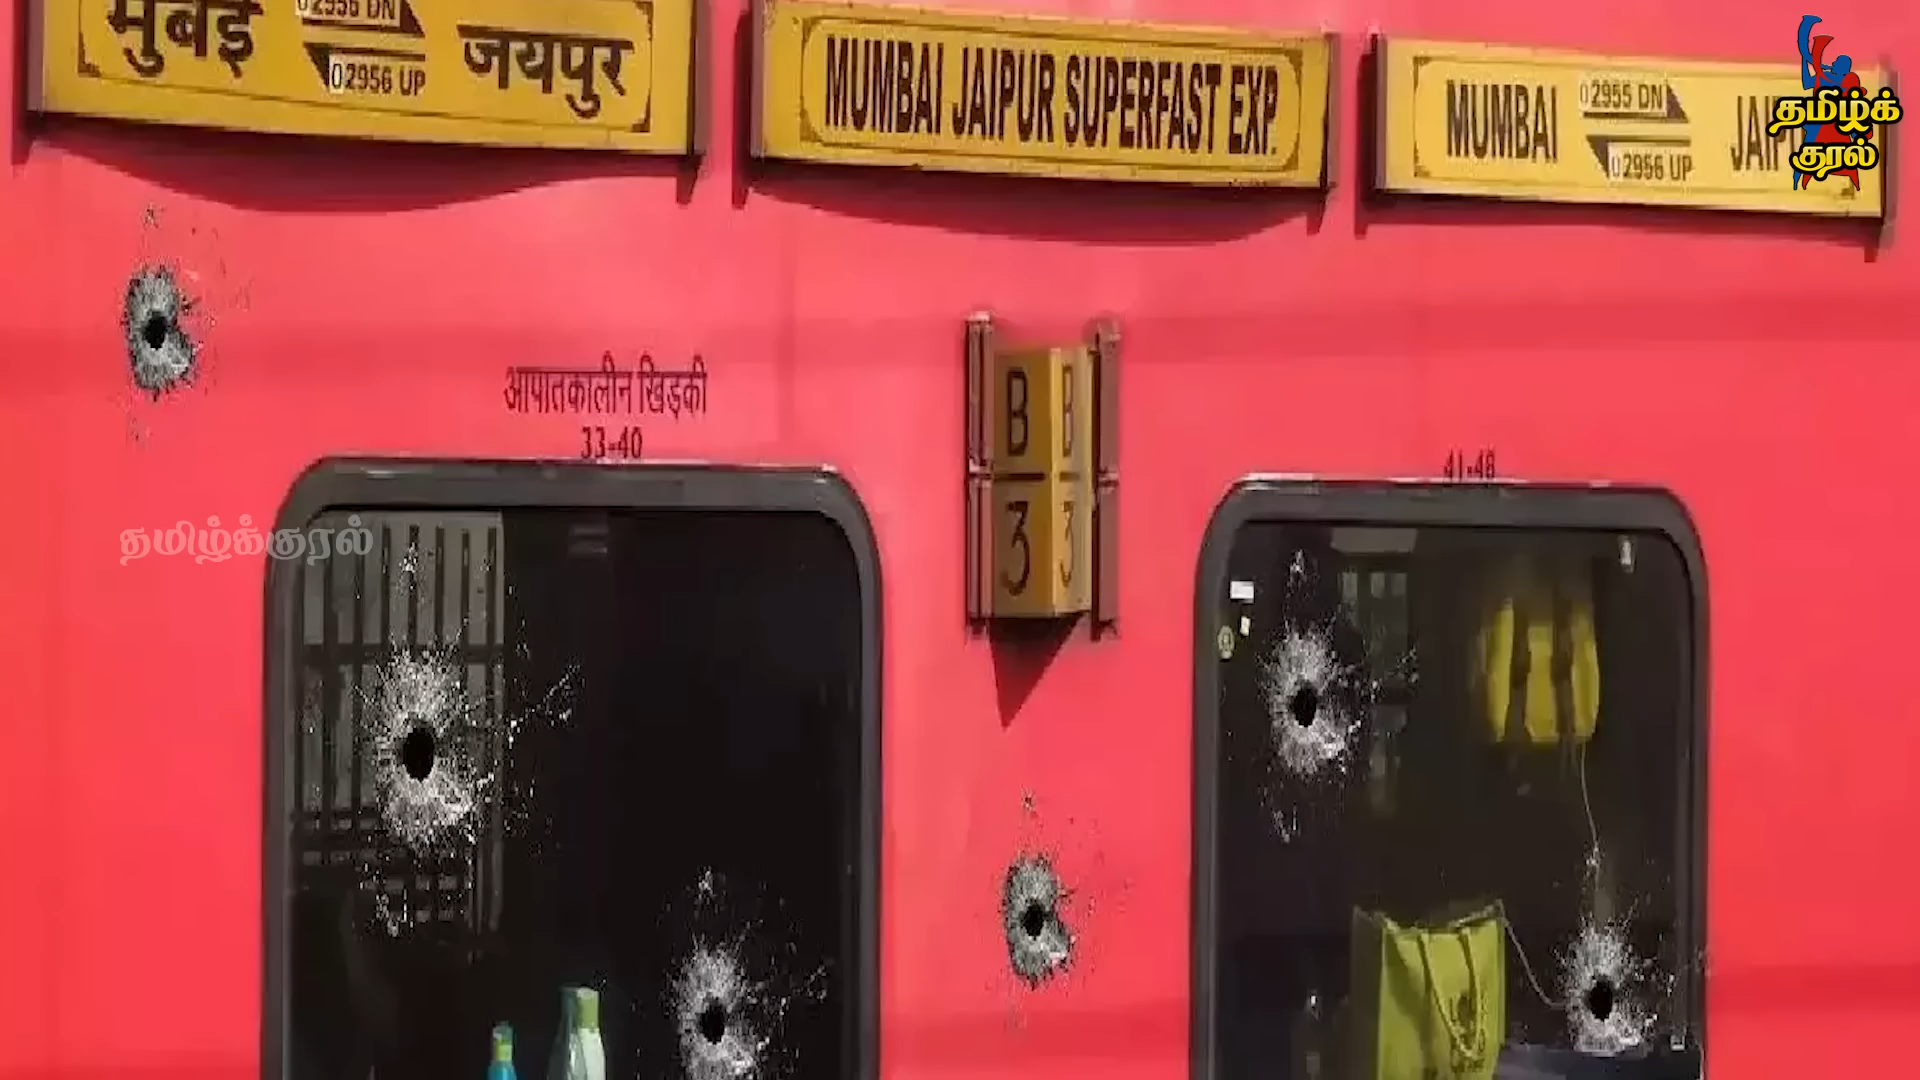 02956 DN
मुंबई
जयपुर
02956 UP
MUMBAI JAIPUR SUPERFAST EXP.
MUMBAI
02955 DN
02956 UP
தமிழ்க்
குரல்
आपातकालीन खिड़की
33-40
B
3
B
3
41-48
தமிழ்க்குரல்